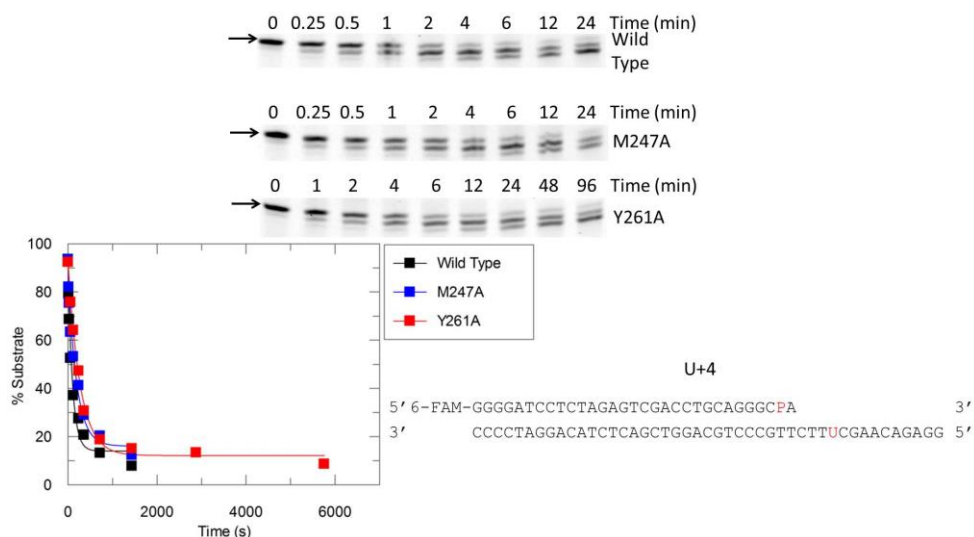 0 0.25 0.5 1 2 4 6 12 24 Time (min)
Wild
Type
0 0.25 0.5 1 2 4 6 12 24 Time (min)
M247A
0 1 2 4 6 12 24 48 96 Time (min)
Y261A
100
80
60
40
20
0
% Substrate
0 2000 4000 6000
Time (s)
Wild Type
M247A
Y261A
U+4
5’ 6-FAM-GGGGATCCTCTAGAGTCGACCTGCAGGGCPA 3’
3’ CCCCTAGGACATCTCAGCTGGACGTCCCGTTCTTUCGAACAGAGG 5’